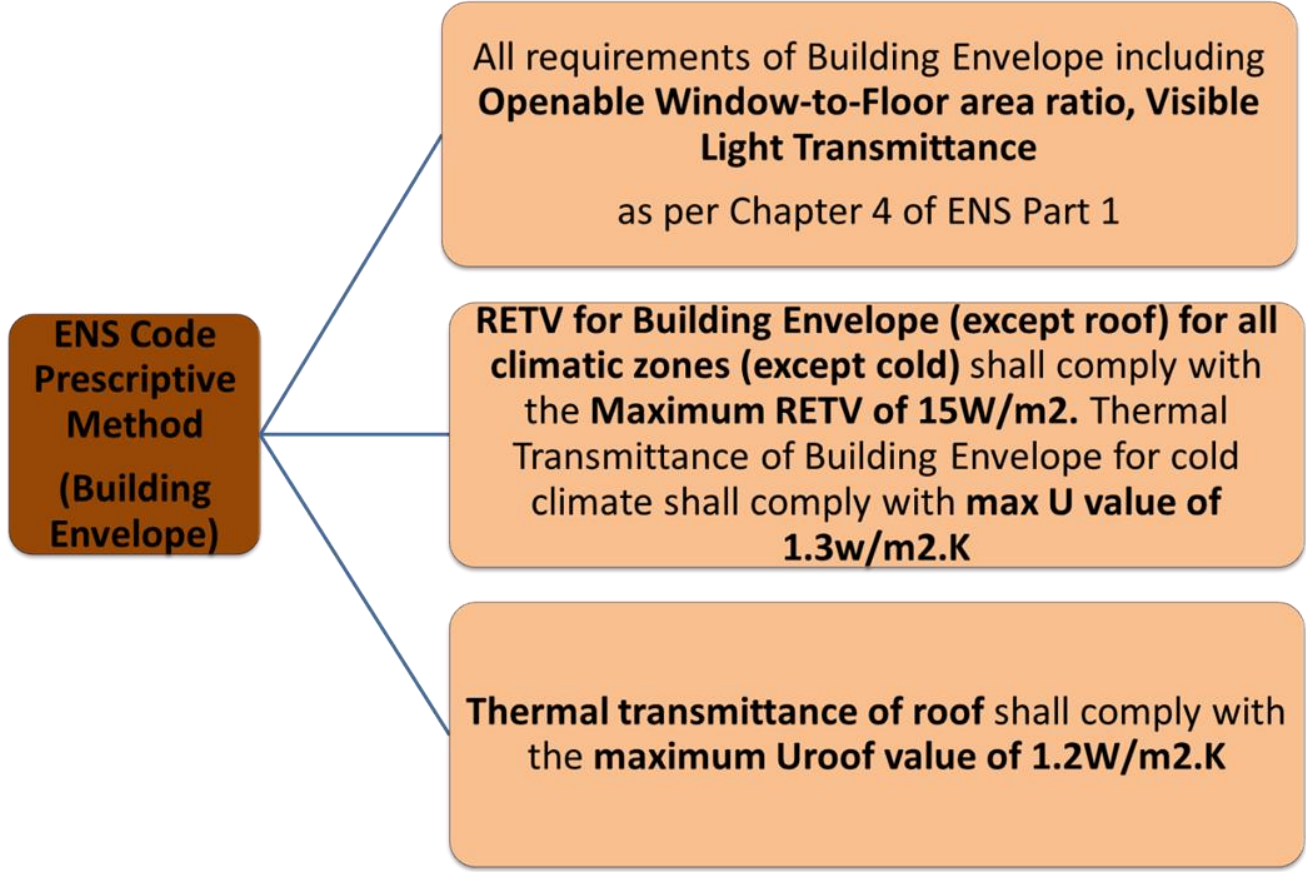 ENS Code
Prescriptive
Method
(Building
Envelope)
All requirements of Building Envelope including
Openable Window-to-Floor area ratio, Visible
Light Transmittance
as per Chapter 4 of ENS Part 1
RETV for Building Envelope (except roof) for all
climatic zones (except cold) shall comply with
the Maximum RETV of 15W/m2. Thermal
Transmittance of Building Envelope for cold
climate shall comply with max U value of
1.3w/m2.K
Thermal transmittance of roof shall comply with
the maximum Uroof value of 1.2W/m2.K